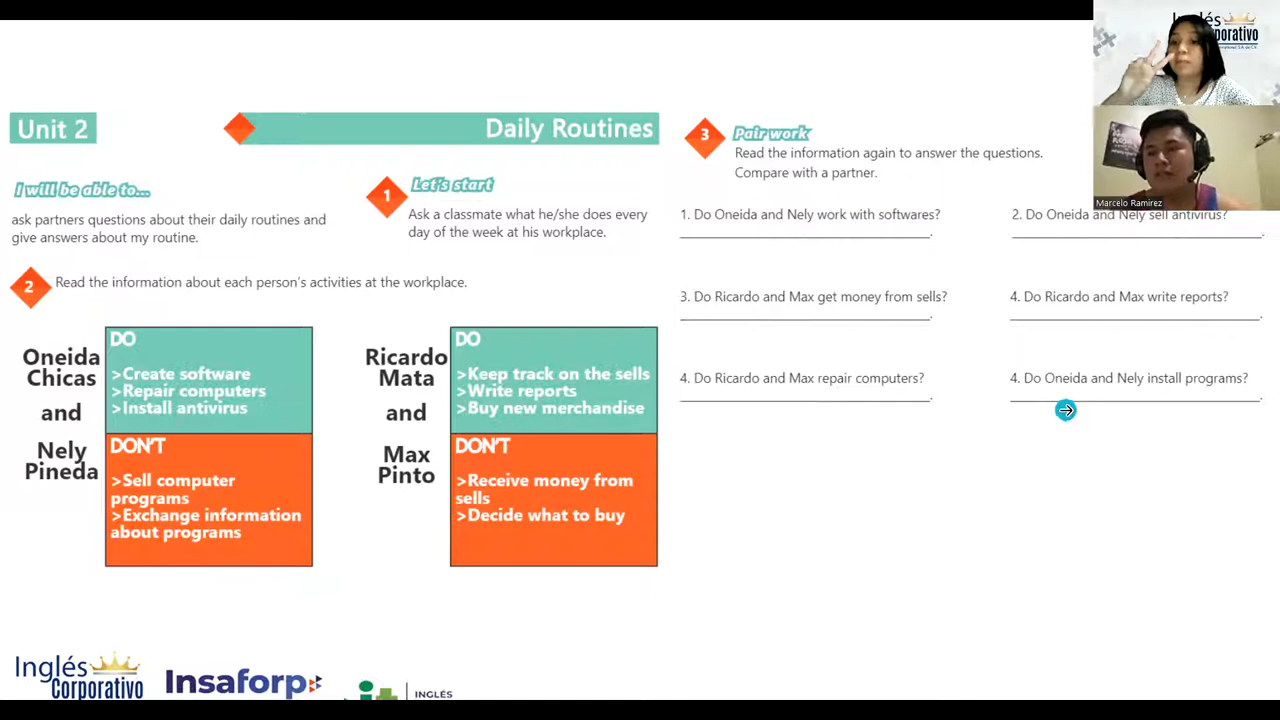 Unit 2
Daily Routines
I will be able to...
ask partners questions about their daily routines and
give answers about my routine.
1
Let's start
Ask a classmate what he/she does every
day of the week at his workplace.
2
Read the information about each person's activities at the workplace.
Oneida
Chicas
and
Nely
Pineda
DO
>Create software
>Repair computers
>Install antivirus
DON'T
>Sell computer
programs
>Exchange information
about programs
Ricardo
Mata
and
Max
Pinto
DO
>Keep track on the sells
>Write reports
>Buy new merchandise
DON'T
>Receive money from
sells
>Decide what to buy
3
Pair work
Read the information again to answer the questions.
Compare with a partner.
1. Do Oneida and Nely work with softwares?
2. Do Oneida and Nely sell antivirus?
3. Do Ricardo and Max get money from sells?
4. Do Ricardo and Max write reports?
4. Do Ricardo and Max repair computers?
4. Do Oneida and Nely install programs?
Marcelo Ramirez
Inglés
Corporativo
Insaforp
INGLÉS